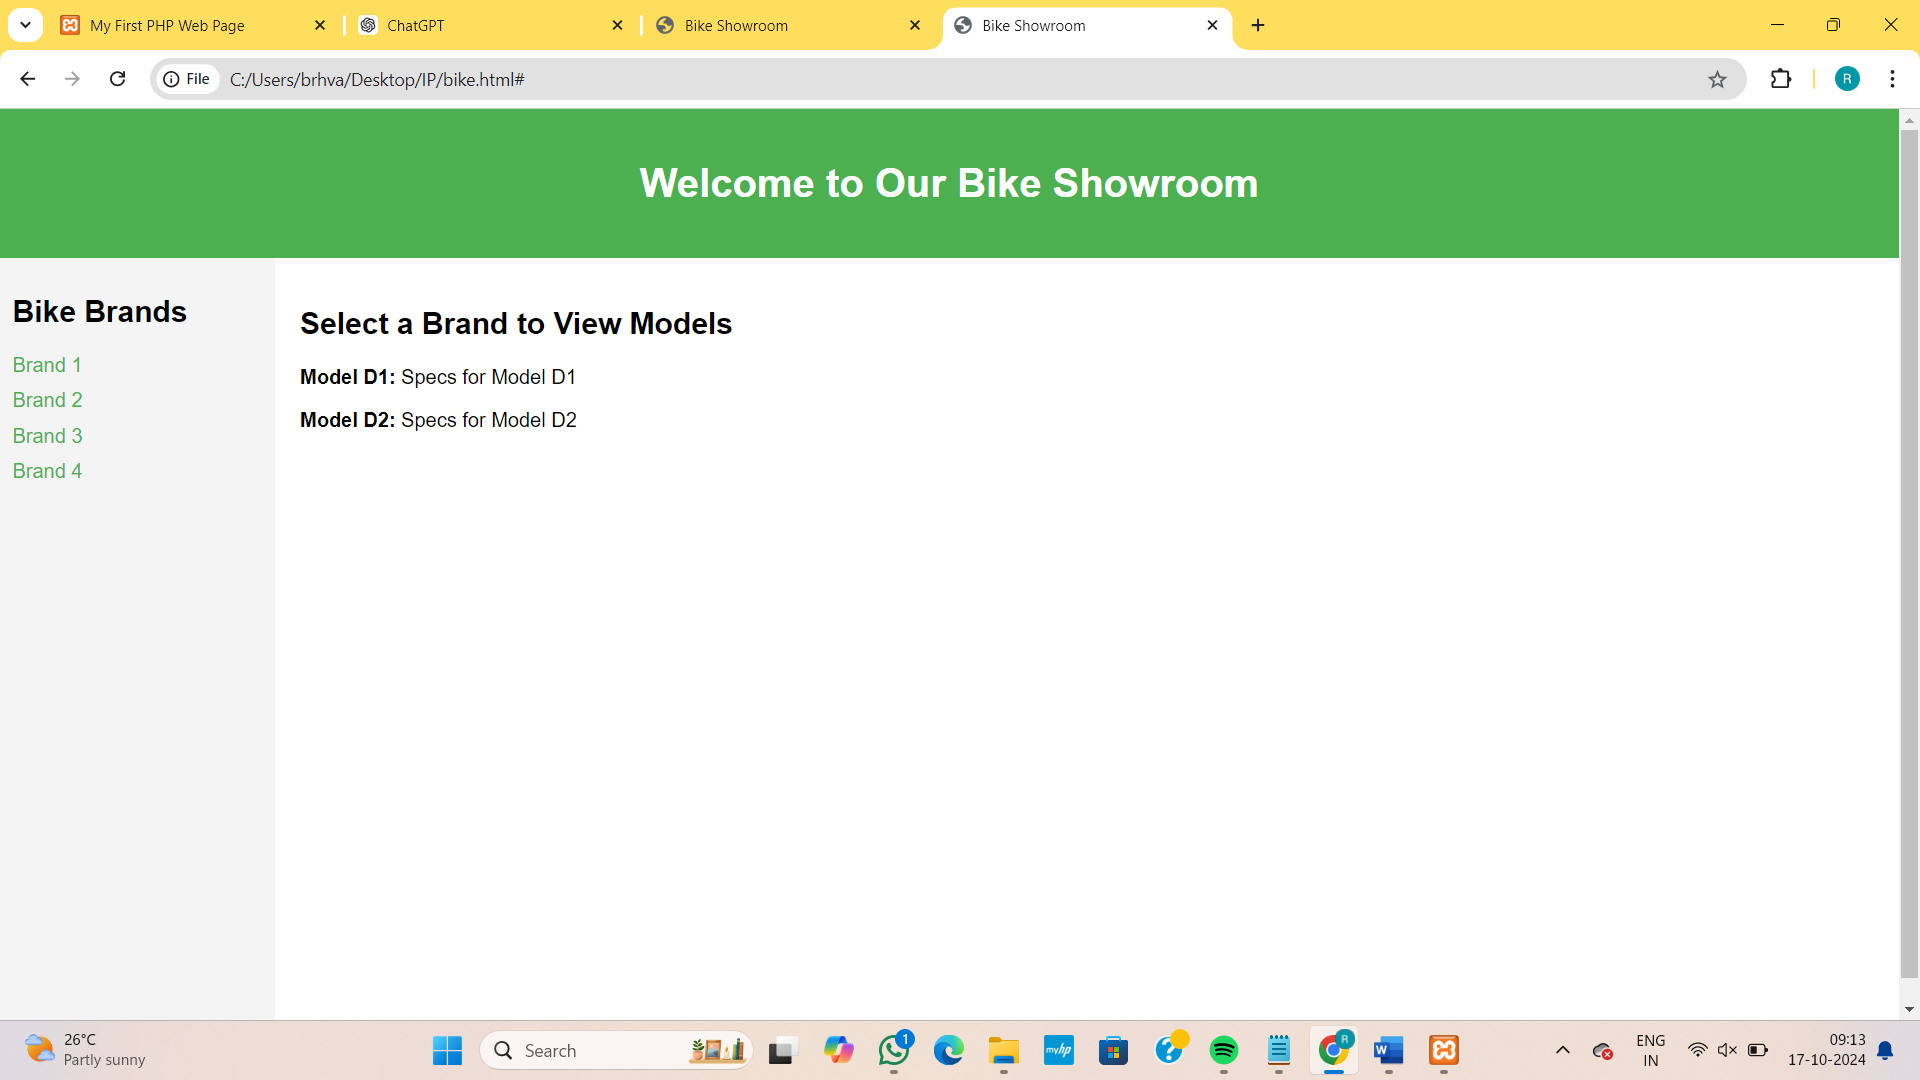 My First PHP Web Page
ChatGPT
Bike Showroom
Bike Showroom
File
C:/Users/brhva/Desktop/IP/bike.html#
R
Welcome to Our Bike Showroom
Bike Brands
Brand 1
Brand 2
Brand 3
Brand 4
Select a Brand to View Models
Model D1: Specs for Model D1
Model D2: Specs for Model D2
26°C
Partly sunny
Search
1
myhp
R
W
ENG
IN
09:13
17-10-2024